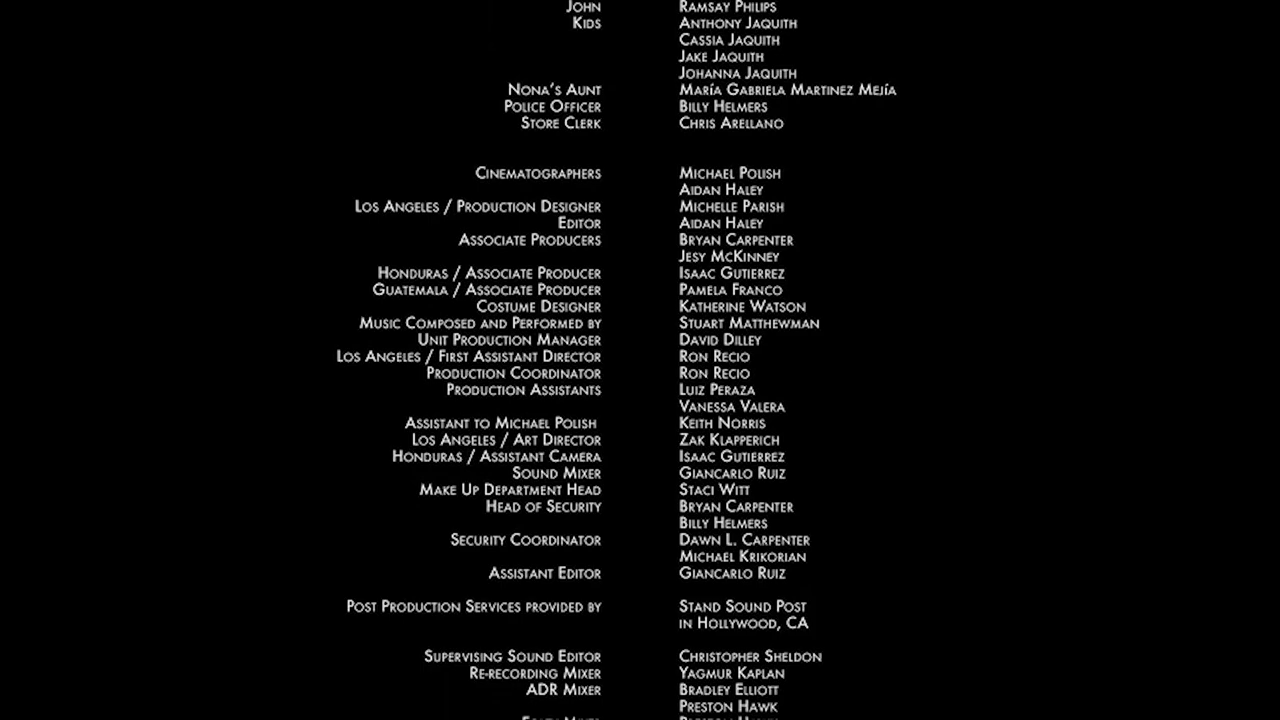 John Ramsay Philips
Kids Anthony Jaquith
Cassia Jaquith
Jake Jaquith
Johanna Jaquith
Nona's Aunt María Gabriela Martinez Mejía
Police Officer Billy Helmers
Store Clerk Chris Arellano
Cinematographers Michael Polish
Aidan Haley
Los Angeles / Production Designer Michelle Parish
Editor Aidan Haley
Associate Producers Bryan Carpenter
Jesy McKinney
Honduras / Associate Producer Isaac Gutierrez
Guatemala / Associate Producer Pamela Franco
Costume Designer Katherine Watson
Music Composed and Performed by Stuart Matthewman
Unit Production Manager David Dilley
Los Angeles / First Assistant Director Ron Recio
Production Coordinator Ron Recio
Production Assistants Luiz Peraza
Vanessa Valera
Assistant to Michael Polish Keith Norris
Los Angeles / Art Director Zak Klapperich
Honduras / Assistant Camera Isaac Gutierrez
Sound Mixer Giancarlo Ruiz
Make Up Department Head Staci Witt
Head of Security Bryan Carpenter
Billy Helmers
Security Coordinator Dawn L. Carpenter
Michael Krikorian
Assistant Editor Giancarlo Ruiz
Post Production Services provided by Stand Sound Post
in Hollywood, CA
Supervising Sound Editor Christopher Sheldon
Re-recording Mixer Yagmur Kaplan
ADR Mixer Bradley Elliott
Preston Hawk